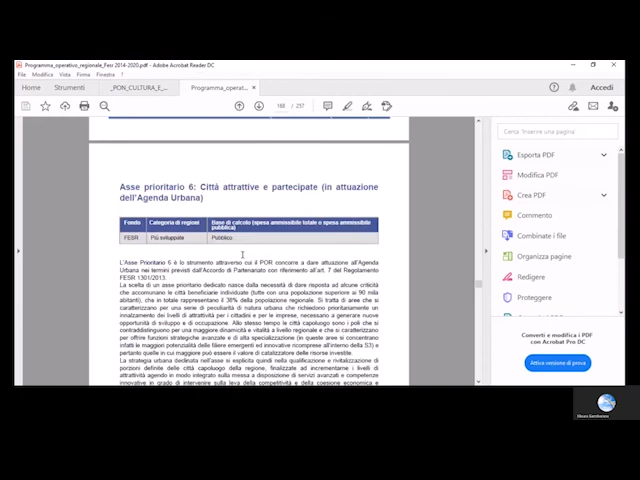 Programma_operativo_regionale_Fesr 2014-2020.pdf - Adobe Acrobat Reader DC
File Modifica Vista Firma Finestra ?
Home Strumenti _PON_CULTURA_E_... Programma_operat... ×
Accedi
168 / 257
Asse prioritario 6: Città attrattive e partecipate (in attuazione
dell'Agenda Urbana)
Fondo Categoria di regioni Base di calcolo (spesa ammissibile totale o spesa ammissibile
pubblica)
FESR Più sviluppate Pubblico
L'Asse Prioritario 6 è lo strumento attraverso cui il POR concorre a dare attuazione all'Agenda
Urbana nei termini previsti dall'Accordo di Partenariato con riferimento all'art. 7 del Regolamento
FESR 1301/2013.
La scelta di un asse prioritario dedicato nasce dalla necessità di dare risposta ad alcune criticità
che accomunano le città beneficiarie individuate (tutte con una popolazione superiore ai 90 mila
abitanti), che in totale rappresentano il 36% della popolazione regionale. Si tratta di aree che si
caratterizzano per una serie di peculiarità di natura urbana che richiedono prioritariamente un
innalzamento dei livelli di attrattività per i cittadini e per le imprese, necessario a generare nuove
opportunità di sviluppo e di occupazione. Allo stesso tempo le città capoluogo sono i poli che si
contraddistinguono per una maggiore dinamicità e vitalità a livello regionale e che si caratterizzano
per offrire funzioni strategiche avanzate e di alta specializzazione (in queste aree si concentrano
infatti le maggiori potenzialità delle filiere emergenti ed innovative ricomprese all'interno della S3) e
pertanto quelle in cui maggiore può essere il valore di catalizzatore delle risorse investite.
La strategia urbana declinata nell'asse si esplicita quindi nella qualificazione e rivitalizzazione di
porzioni definite delle città capoluogo della regione, finalizzate ad incrementare i livelli di
attrattività agendo in modo integrato sulla messa a disposizione di servizi avanzati e competenze
innovative in grado di intervenire sulla leva della competitività e della coesione economica e
Cerca 'Inserire una pagina'
Esporta PDF
Modifica PDF
Crea PDF
Commento
Combinate i file
Organizza pagine
Redigere
Proteggere
Converti e modifica i PDF
con Acrobat Pro DC
Attiva versione di prova